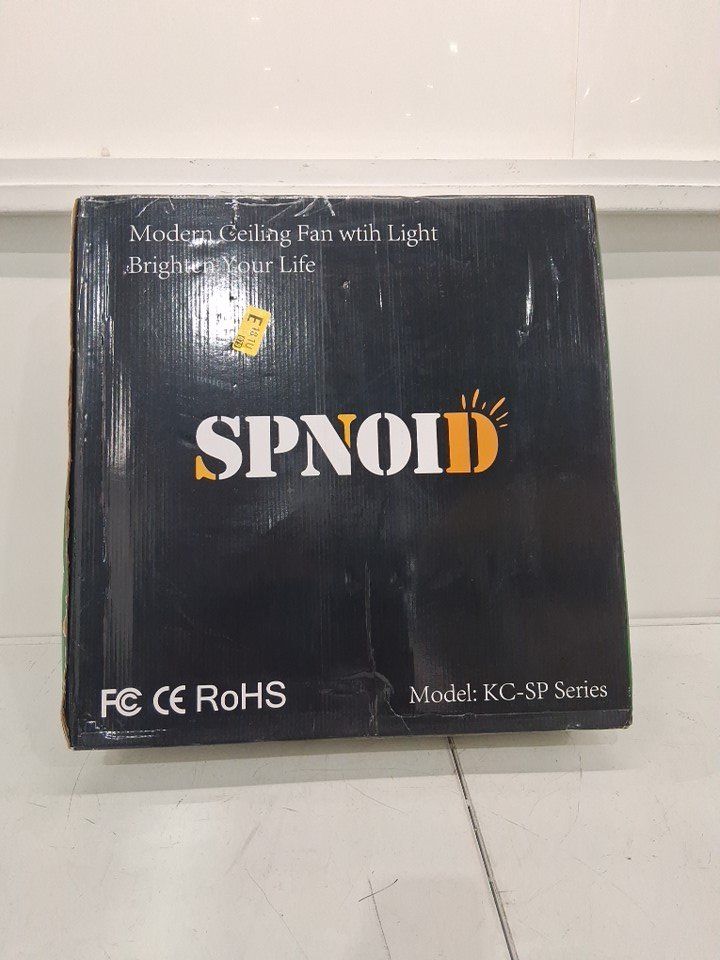 Modern Ceiling Fan wtih Light
Brighten Your Life
E
SPNOID
FC CE RoHS
Model: KC-SP Series